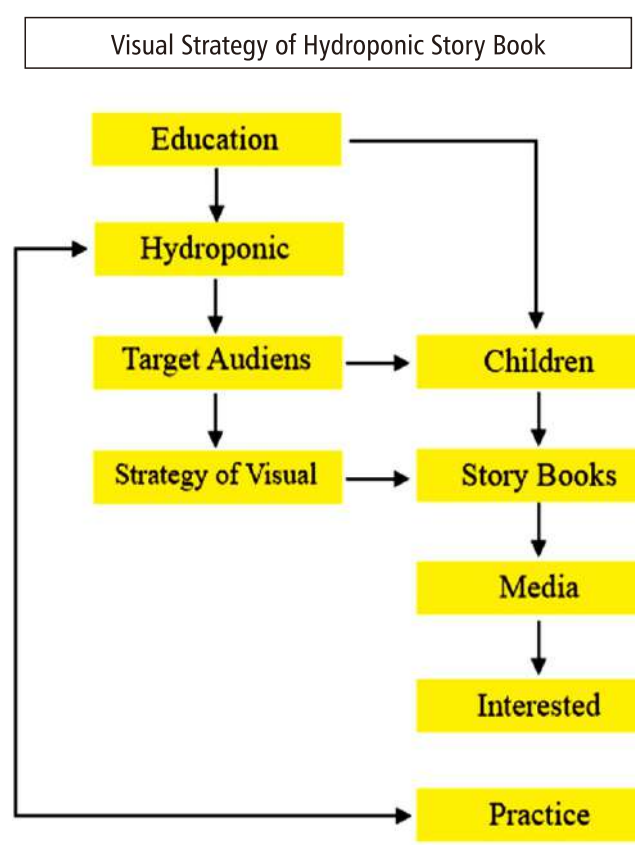 Visual Strategy of Hydroponic Story Book
Education
Hydroponic
Target Audiens
Children
Strategy of Visual
Story Books
Media
Interested
Practice